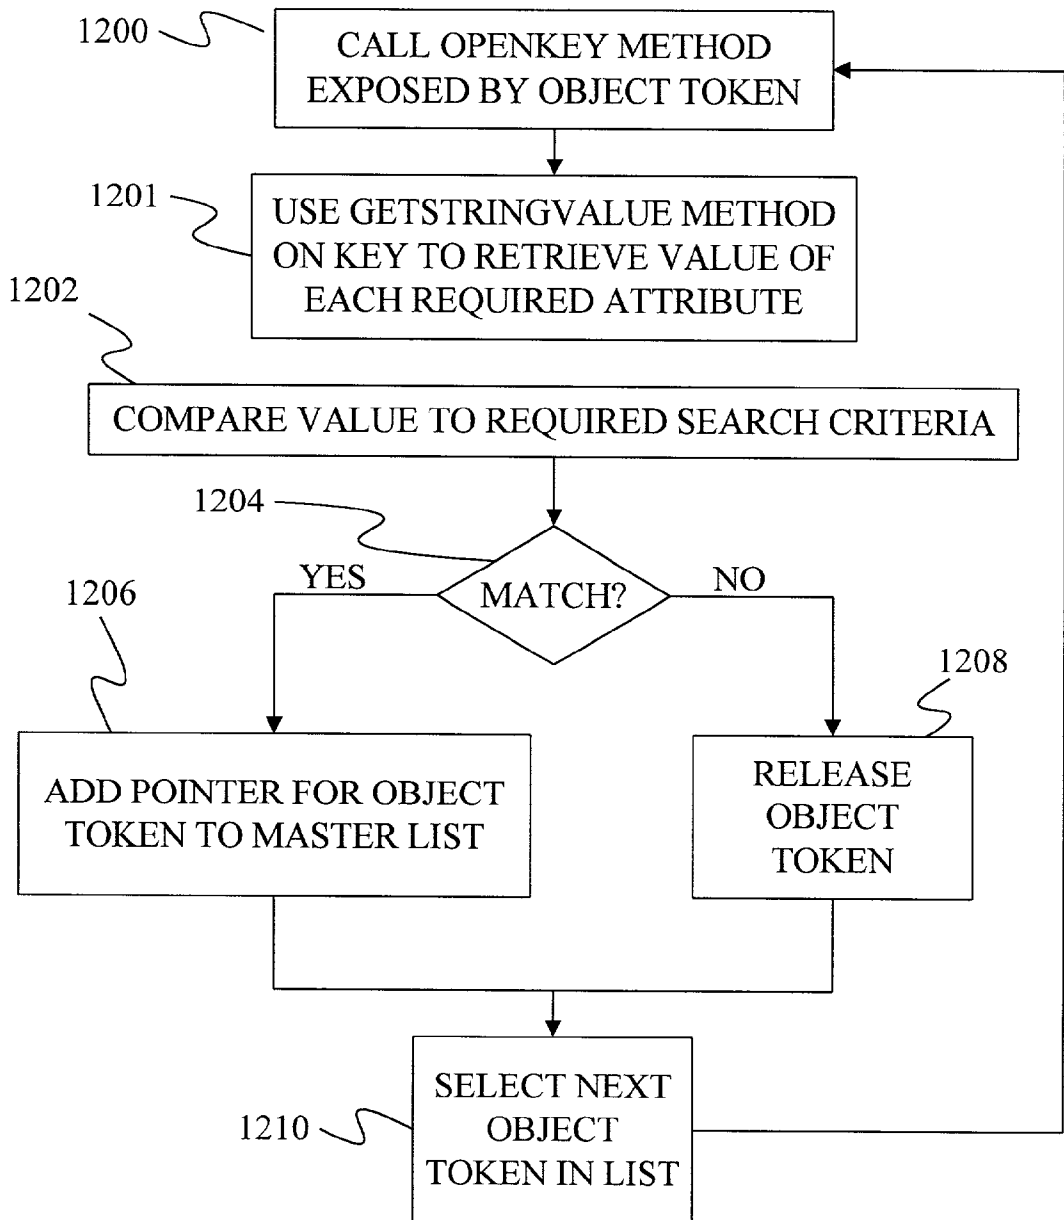 1200
CALL OPENKEY METHOD
EXPOSED BY OBJECT TOKEN
1201
USE GETSTRINGVALUE METHOD
ON KEY TO RETRIEVE VALUE OF
EACH REQUIRED ATTRIBUTE
1202
COMPARE VALUE TO REQUIRED SEARCH CRITERIA
1204
MATCH?
YES
NO
1206
ADD POINTER FOR OBJECT
TOKEN TO MASTER LIST
1208
RELEASE
OBJECT
TOKEN
1210
SELECT NEXT
OBJECT
TOKEN IN LIST